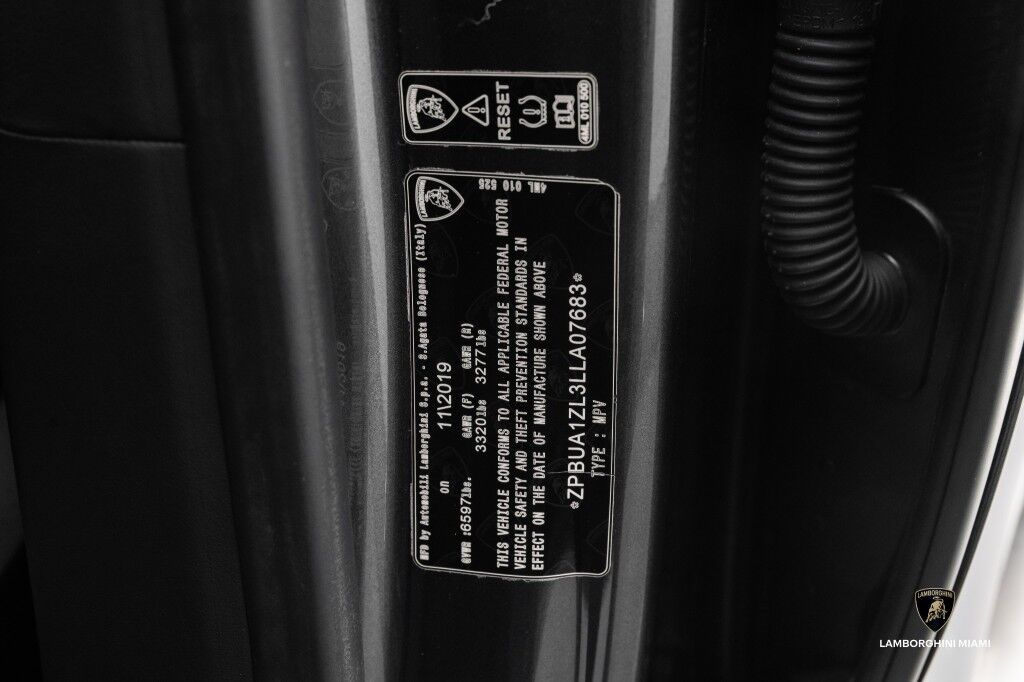 LAMBORGHINI
RESET
4ML 010 500
4ML 010 525
MFD by Automobili Lamborghini S.p.a. - S.Agata Bolognese (Italy)
on 11\2019
GVWR :6597lbs. GAWR (F) GAWR (R)
3320lbs 3277lbs
THIS VEHICLE CONFORMS TO ALL APPLICABLE FEDERAL MOTOR
VEHICLE SAFETY AND THEFT PREVENTION STANDARDS IN
EFFECT ON THE DATE OF MANUFACTURE SHOWN ABOVE
*ZPBUA1ZL3LLA07683*
TYPE : MPV
LAMBORGHINI
LAMBORGHINI MIAMI